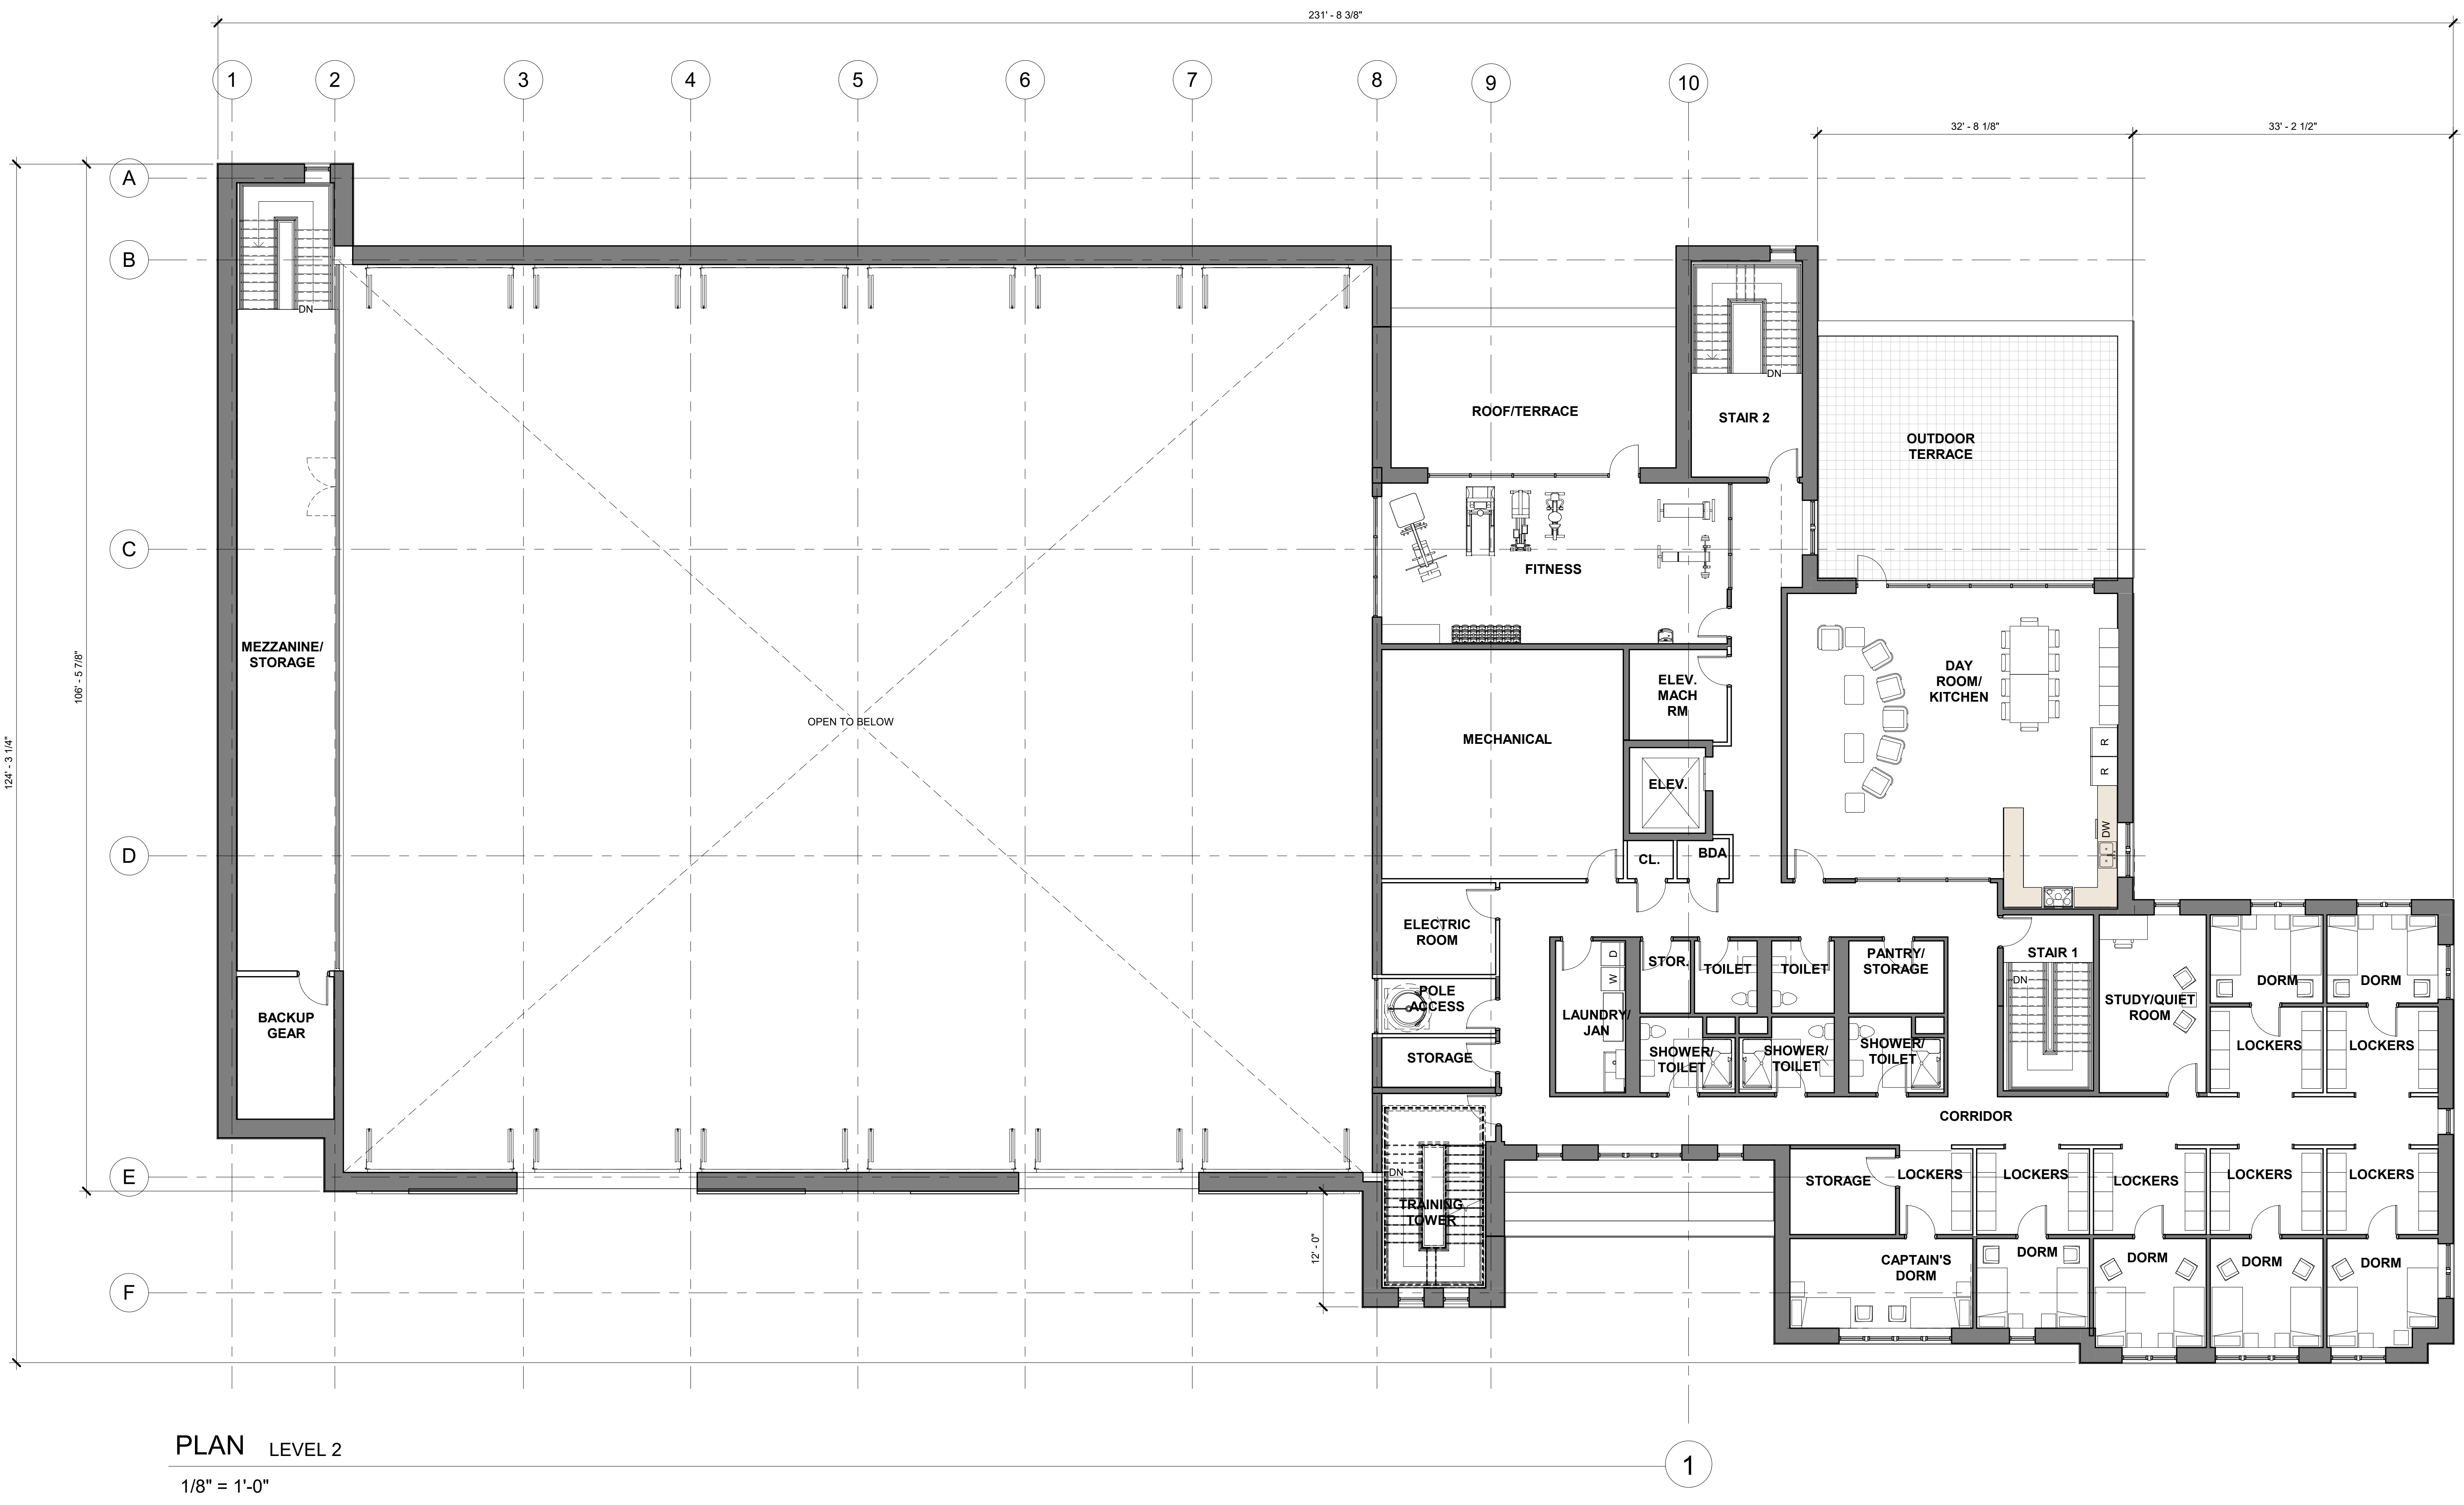 231' - 8 3/8"
1
2
3
4
5
6
7
8
9
10
32' - 8 1/8"
33' - 2 1/2"
A
B
C
D
E
F
124' - 3 1/4"
106' - 5 7/8"
12' - 0"
DN
MEZZANINE/
STORAGE
BACKUP
GEAR
OPEN TO BELOW
ROOF/TERRACE
DN
STAIR 2
OUTDOOR
TERRACE
FITNESS
ELEV.
MACH
RM
MECHANICAL
ELEV.
CL.
BDA
DAY
ROOM/
KITCHEN
R
R
DW
ELECTRIC
ROOM
POLE
ACCESS
STORAGE
D
W
LAUNDRY/
JAN
STOR.
TOILET
TOILET
PANTRY/
STORAGE
SHOWER/
TOILET
SHOWER/
TOILET
SHOWER/
TOILET
STAIR 1
DN
STUDY/QUIET
ROOM
DORM
DORM
LOCKERS
LOCKERS
CORRIDOR
DN
TRAINING
TOWER
STORAGE
LOCKERS
LOCKERS
LOCKERS
LOCKERS
LOCKERS
CAPTAIN'S
DORM
DORM
DORM
DORM
DORM
PLAN LEVEL 2
1
1/8" = 1'-0"